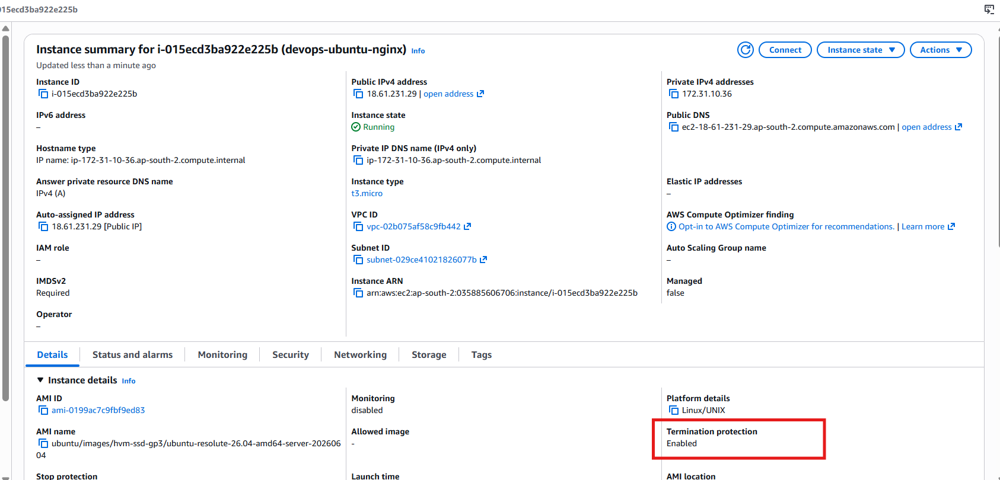 015ecd3ba922e225b
Instance summary for i-015ecd3ba922e225b (devops-ubuntu-nginx) Info
Connect
Instance state
Actions
Updated less than a minute ago
Instance ID
i-015ecd3ba922e225b
Public IPv4 address
18.61.231.29 | open address
Private IPv4 addresses
172.31.10.36
IPv6 address
–
Instance state
Running
Public DNS
ec2-18-61-231-29.ap-south-2.compute.amazonaws.com | open address
Hostname type
IP name: ip-172-31-10-36.ap-south-2.compute.internal
Private IP DNS name (IPv4 only)
ip-172-31-10-36.ap-south-2.compute.internal
Answer private resource DNS name
IPv4 (A)
Instance type
t3.micro
Elastic IP addresses
–
Auto-assigned IP address
18.61.231.29 [Public IP]
VPC ID
vpc-02b075af58c9fb442
AWS Compute Optimizer finding
Opt-in to AWS Compute Optimizer for recommendations. | Learn more
IAM role
–
Subnet ID
subnet-029ce41021826077b
Auto Scaling Group name
–
IMDSv2
Required
Instance ARN
arn:aws:ec2:ap-south-2:035885606706:instance/i-015ecd3ba922e225b
Managed
false
Operator
–
Details
Status and alarms
Monitoring
Security
Networking
Storage
Tags
Instance details Info
AMI ID
ami-0199ac7c9fbf9ed83
Monitoring
disabled
Platform details
Linux/UNIX
AMI name
ubuntu/images/hvm-ssd-gp3/ubuntu-resolute-26.04-amd64-server-202606
04
Allowed image
-
Termination protection
Enabled
Stop protection
Launch time
AMI location